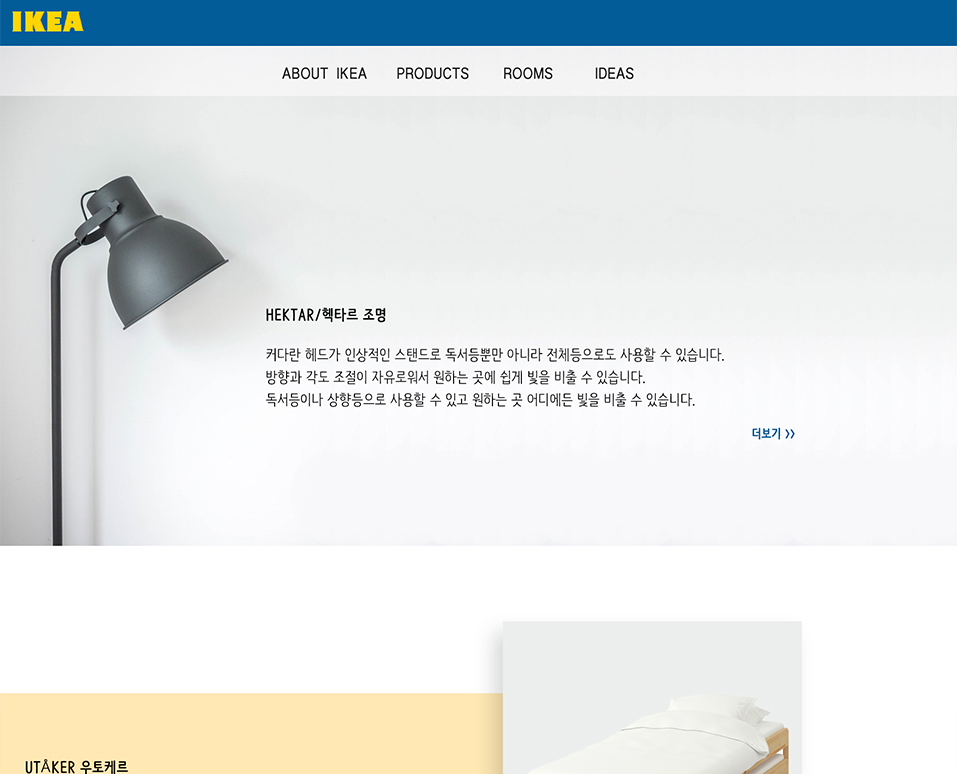 IKEA
ABOUT IKEA PRODUCTS ROOMS IDEAS
HEKTAR/헥타르 조명
커다란 헤드가 인상적인 스탠드로 독서등뿐만 아니라 전체등으로도 사용할 수 있습니다.
방향과 각도 조절이 자유로워서 원하는 곳에 쉽게 빛을 비출 수 있습니다.
독서등이나 상향등으로 사용할 수 있고 원하는 곳 어디에든 빛을 비출 수 있습니다.
더보기 >>
UTÅKER 우토케르